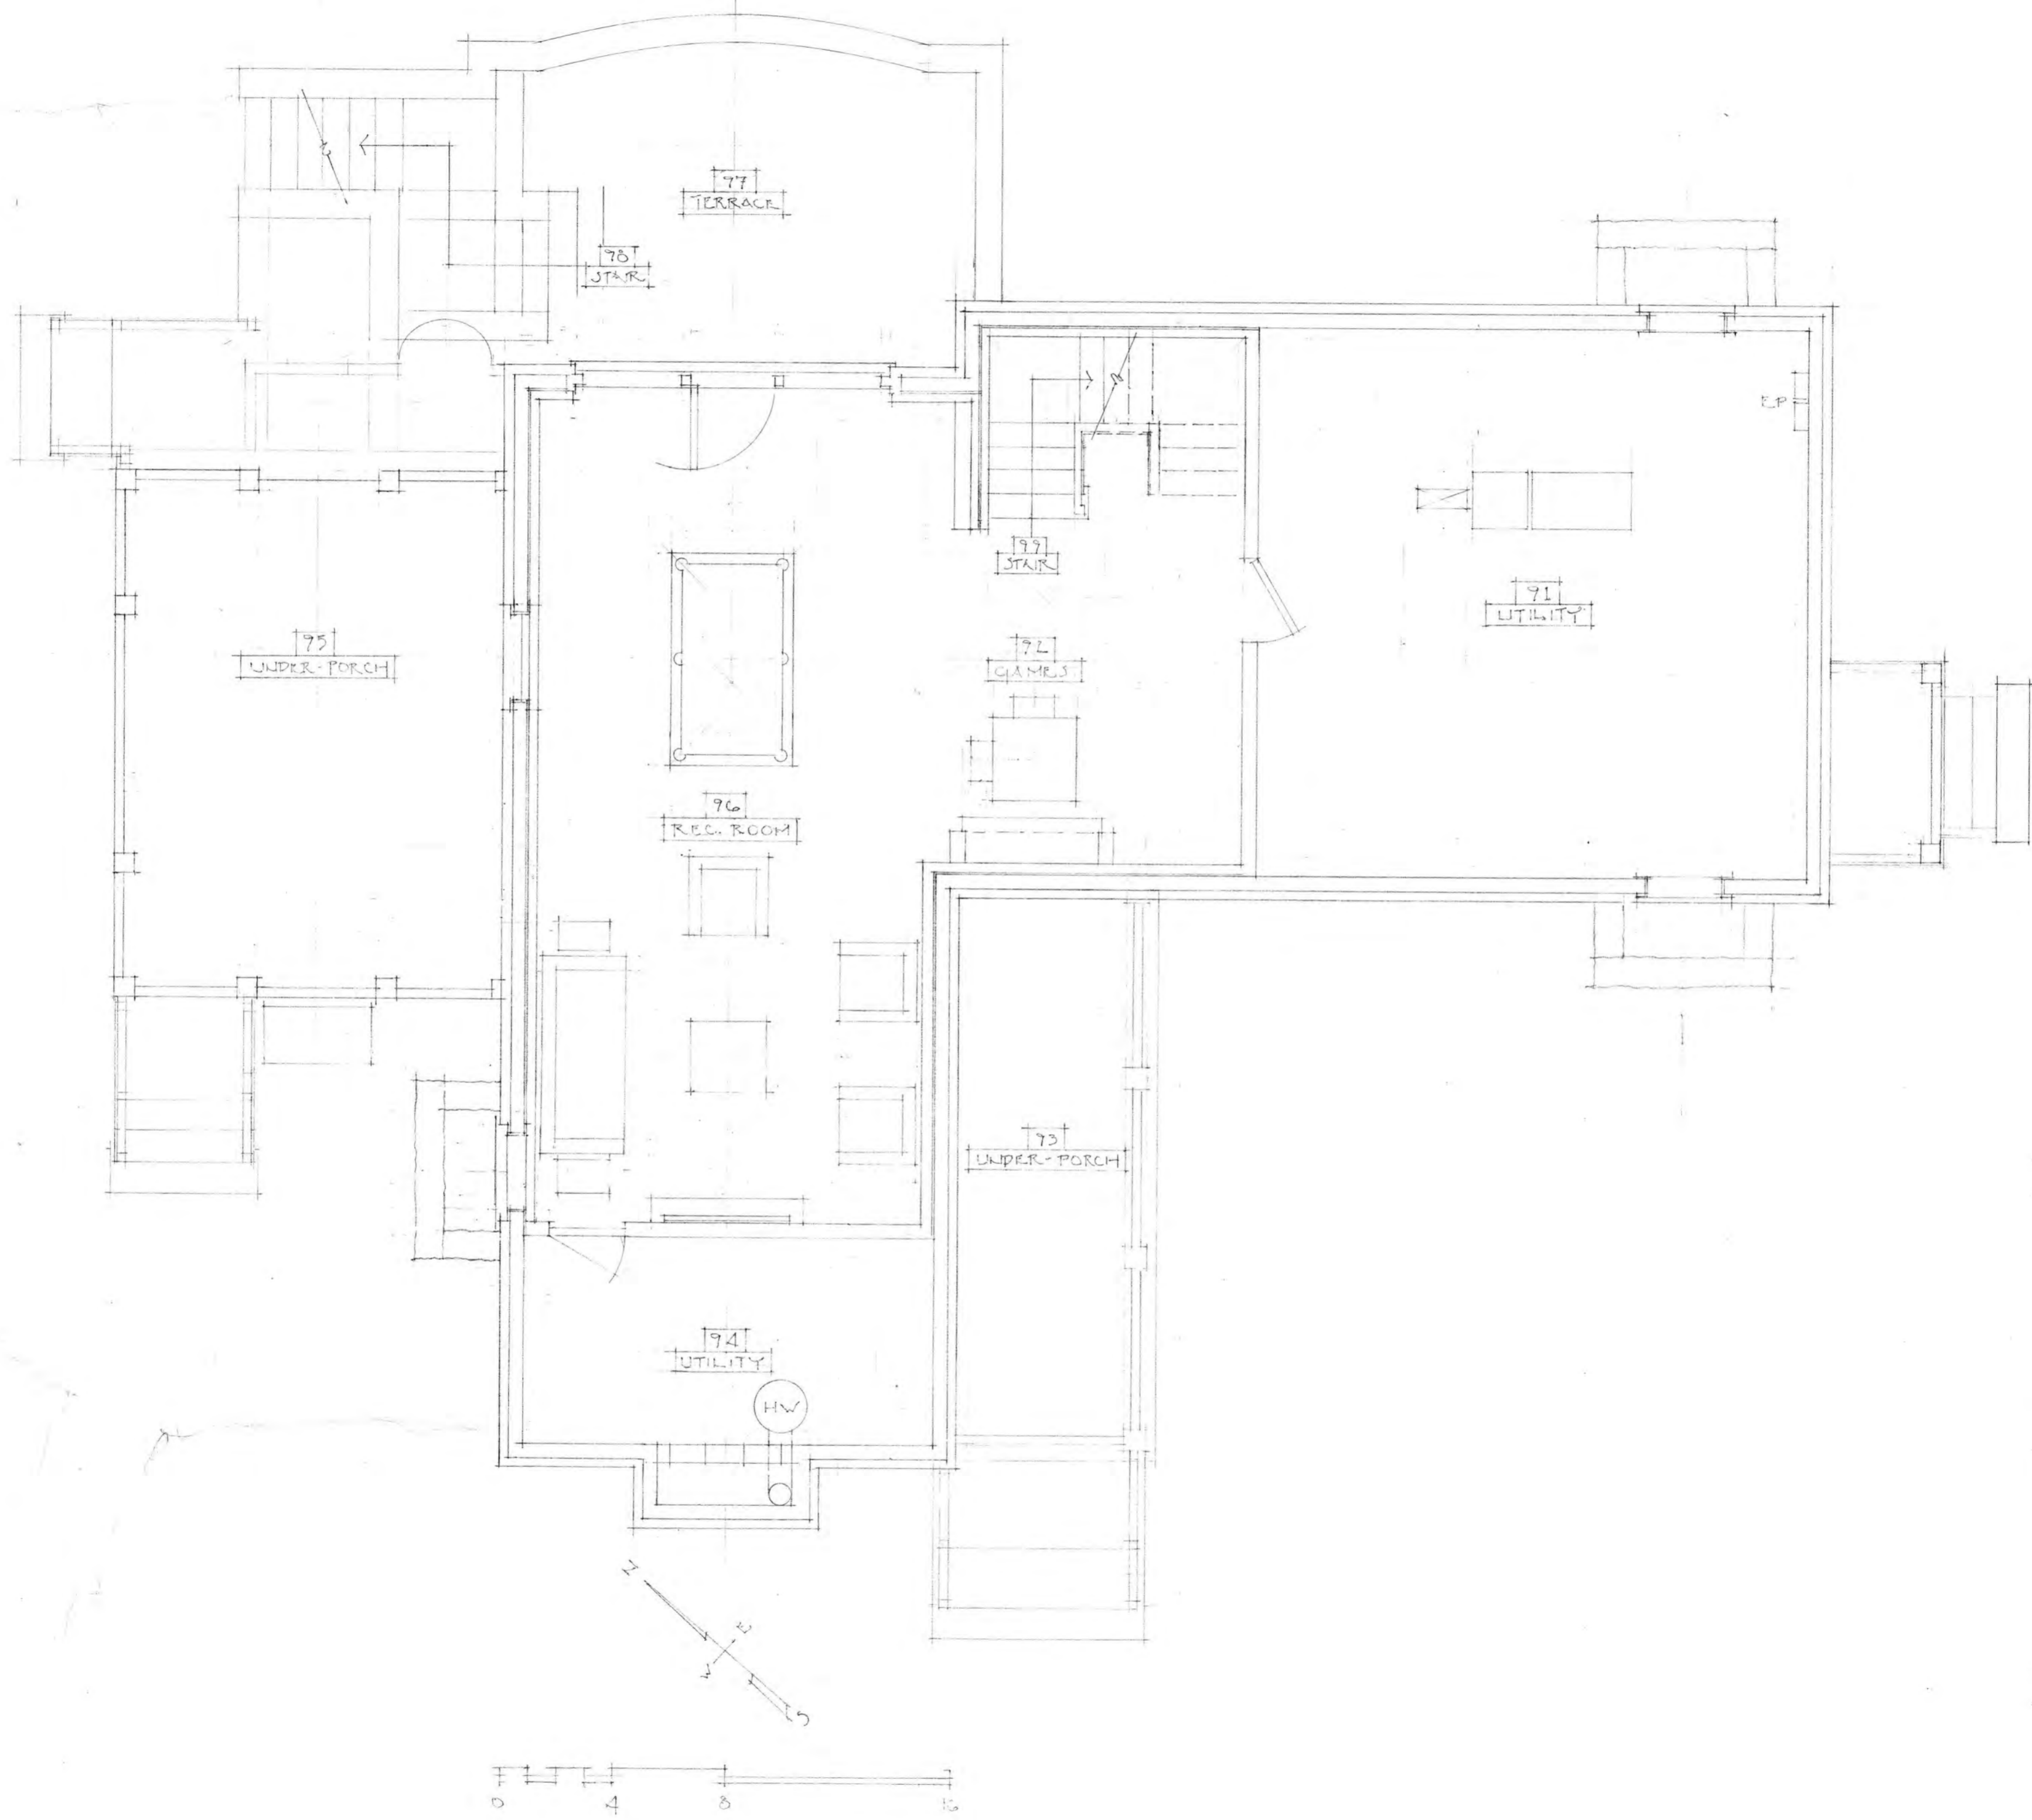 97
TERRACE
98
STAIR
EP
99
STAIR
91
UTILITY
95
UNDER-PORCH
92
GAMES
96
REC. ROOM
93
UNDER-PORCH
94
UTILITY
HW
N
E
W
S
0 4 8 16